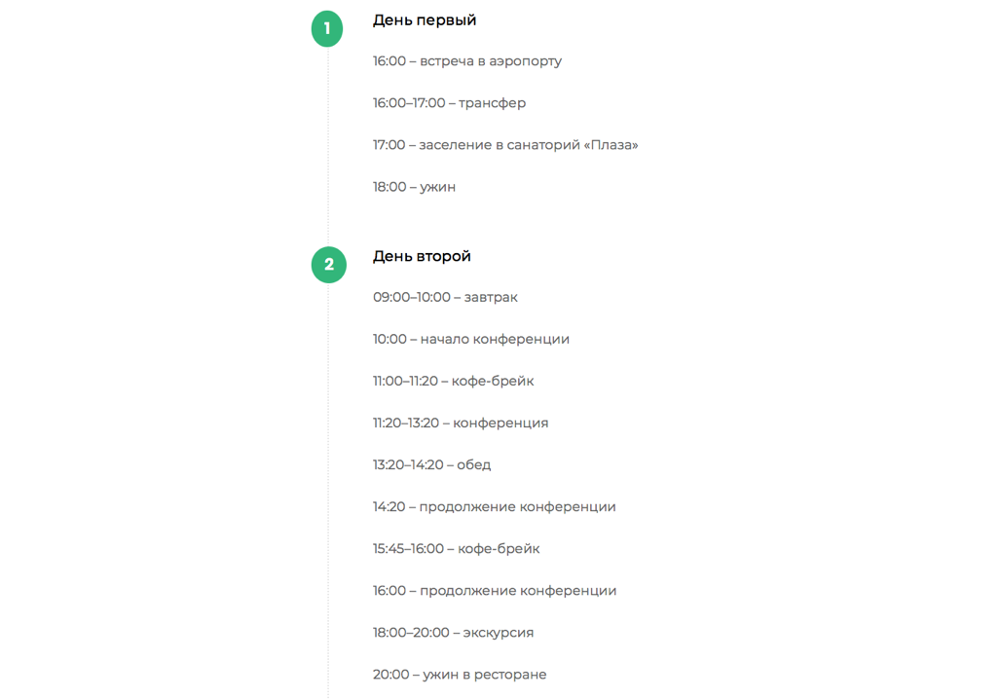 1
День первый
16:00 – встреча в аэропорту
16:00–17:00 – трансфер
17:00 – заселение в санаторий «Плаза»
18:00 – ужин
2
День второй
09:00–10:00 – завтрак
10:00 – начало конференции
11:00–11:20 – кофе-брейк
11:20–13:20 – конференция
13:20–14:20 – обед
14:20 – продолжение конференции
15:45–16:00 – кофе-брейк
16:00 – продолжение конференции
18:00–20:00 – экскурсия
20:00 – ужин в ресторане